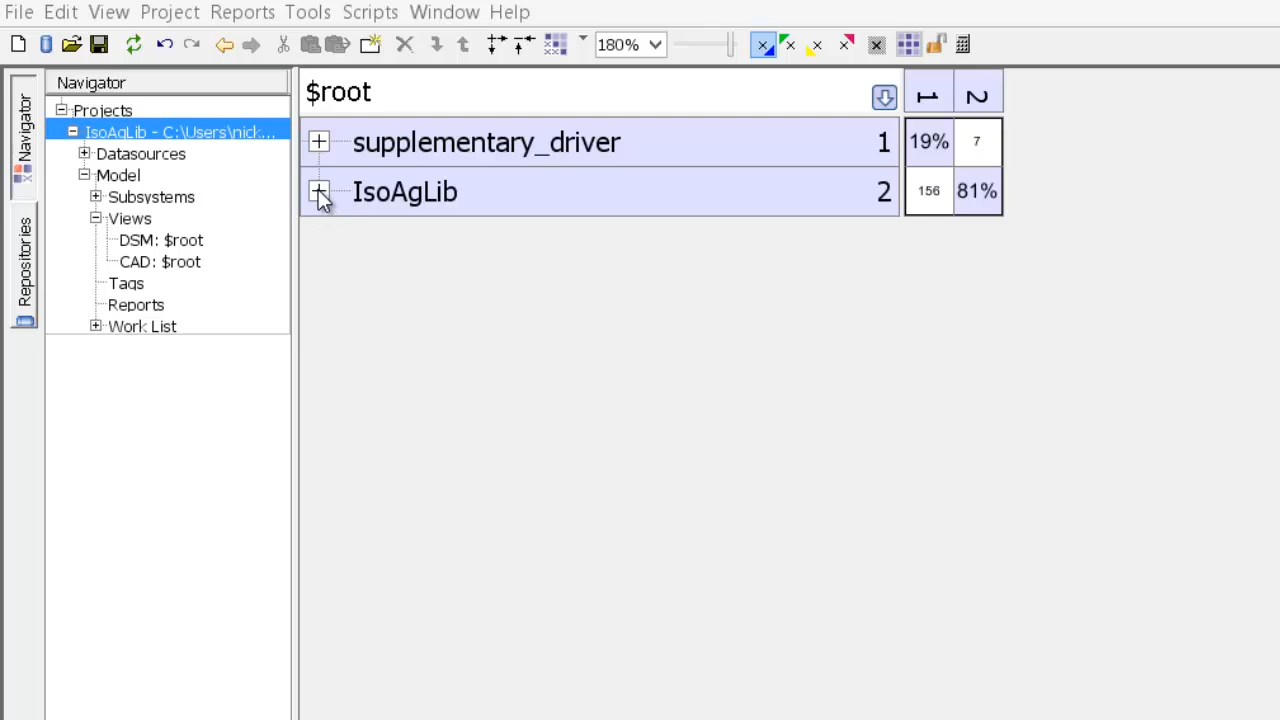 File Edit View Project Reports Tools Scripts Window Help
180%
Navigator
Repositories
Navigator
Projects
IsoAgLib - C:\Users\nick...
Datasources
Model
Subsystems
Views
DSM: $root
CAD: $root
Tags
Reports
Work List
$root 1 2
supplementary_driver 1 19% 7
IsoAgLib 2 156 81%